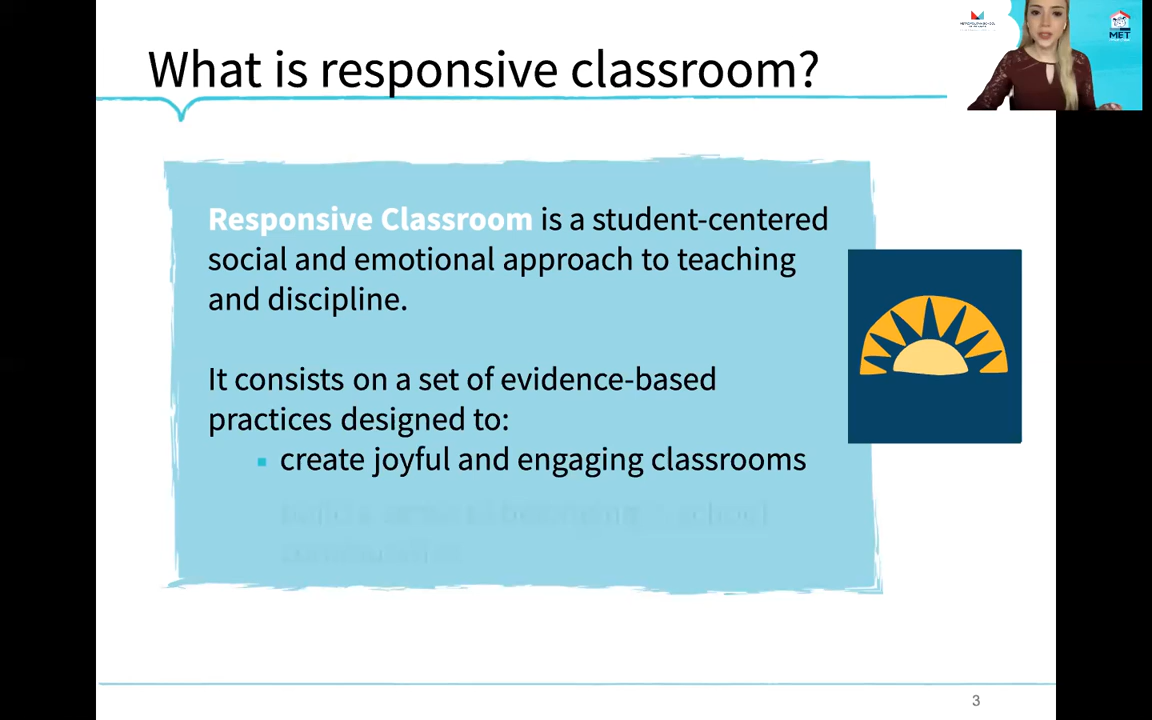 What is responsive classroom?
MET
Responsive Classroom is a student-centered
social and emotional approach to teaching
and discipline.
It consists on a set of evidence-based
practices designed to:
▪ create joyful and engaging classrooms
3